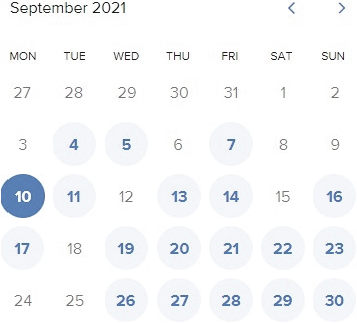 September 2021
MON TUE WED THU FRI SAT SUN
27 28 29 30 31 1 2
3 4 5 6 7 8 9
10 11 12 13 14 15 16
17 18 19 20 21 22 23
24 25 26 27 28 29 30